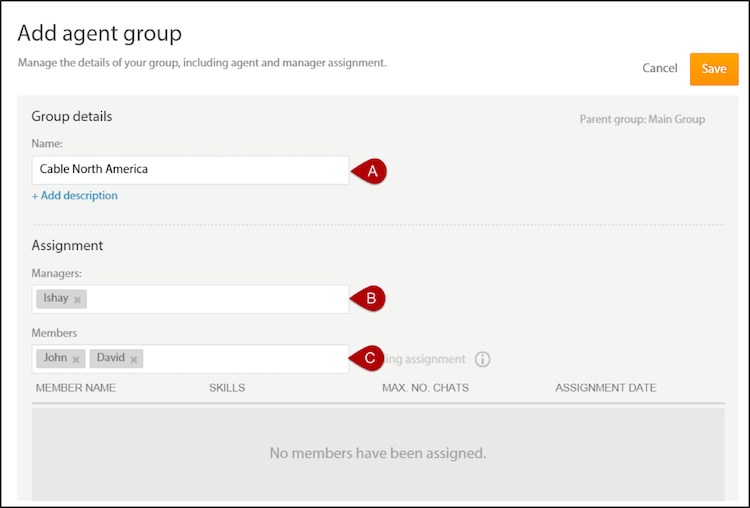 Add agent group
Manage the details of your group, including agent and manager assignment.
Cancel
Save
Group details
Parent group: Main Group
Name:
Cable North America
A
+ Add description
Assignment
Managers:
Ishay ×
B
Members
John × David ×
C
assignment i
MEMBER NAME SKILLS MAX. NO. CHATS ASSIGNMENT DATE
No members have been assigned.